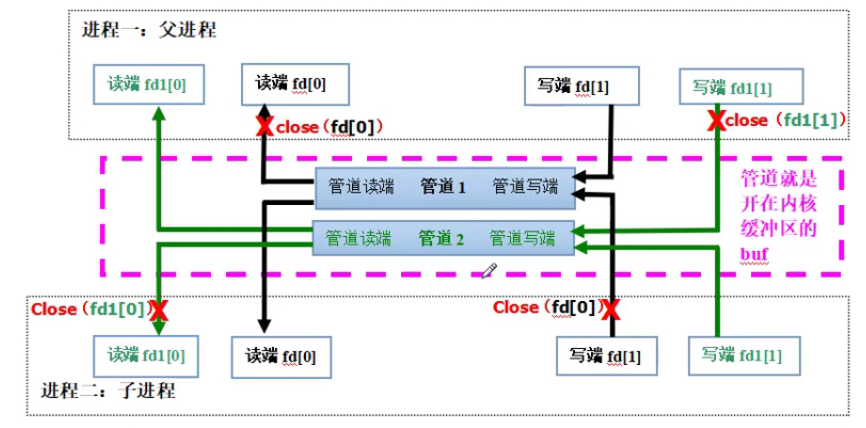 进程一：父进程
读端 fd1[0]
读端 fd[0]
写端 fd[1]
写端 fd1[1]
close（fd[0]）
close（fd1[1]）
管道读端 管道 1 管道写端
管道读端 管道 2 管道写端
管道就是
开在内核
缓冲区的
buf
Close（fd1[0]）
Close（fd[0]）
读端 fd1[0]
读端 fd[0]
写端 fd[1]
写端 fd1[1]
进程二：子进程